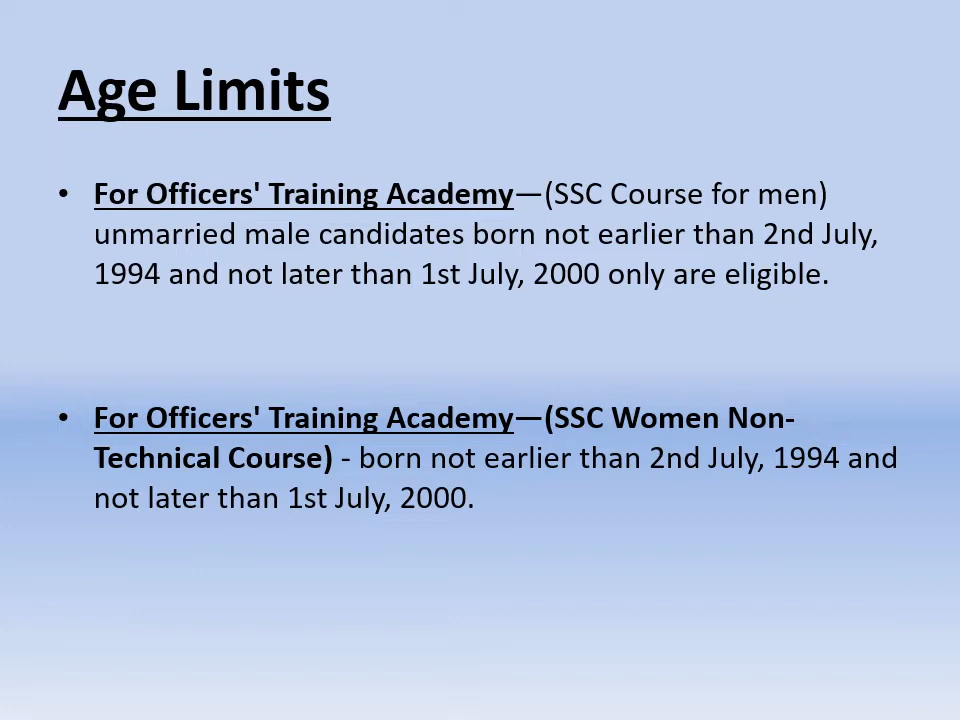 Age Limits
• For Officers' Training Academy—(SSC Course for men)
unmarried male candidates born not earlier than 2nd July,
1994 and not later than 1st July, 2000 only are eligible.
• For Officers' Training Academy—(SSC Women Non-
Technical Course) - born not earlier than 2nd July, 1994 and
not later than 1st July, 2000.